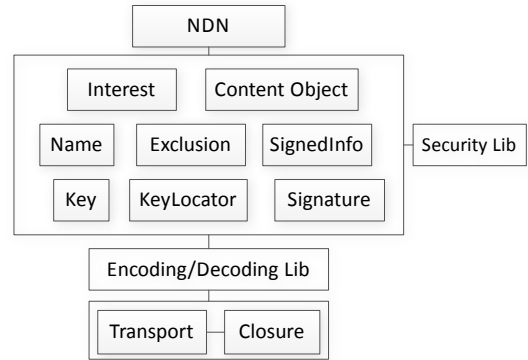 NDN
Interest
Content Object
Name
Exclusion
SignedInfo
Security Lib
Key
KeyLocator
Signature
Encoding/Decoding Lib
Transport
Closure